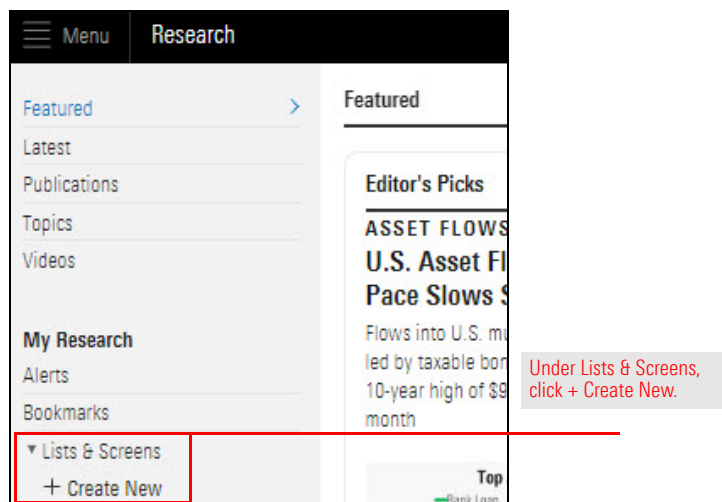 Menu
Research
Featured
Latest
Publications
Topics
Videos
My Research
Alerts
Bookmarks
Lists & Screens
+ Create New
Featured
Editor's Picks
ASSET FLOWS
U.S. Asset Fl
Pace Slows S
Flows into U.S. mu
led by taxable bon
10-year high of $9
month
Top
Bank Loan
Under Lists & Screens,
click + Create New.